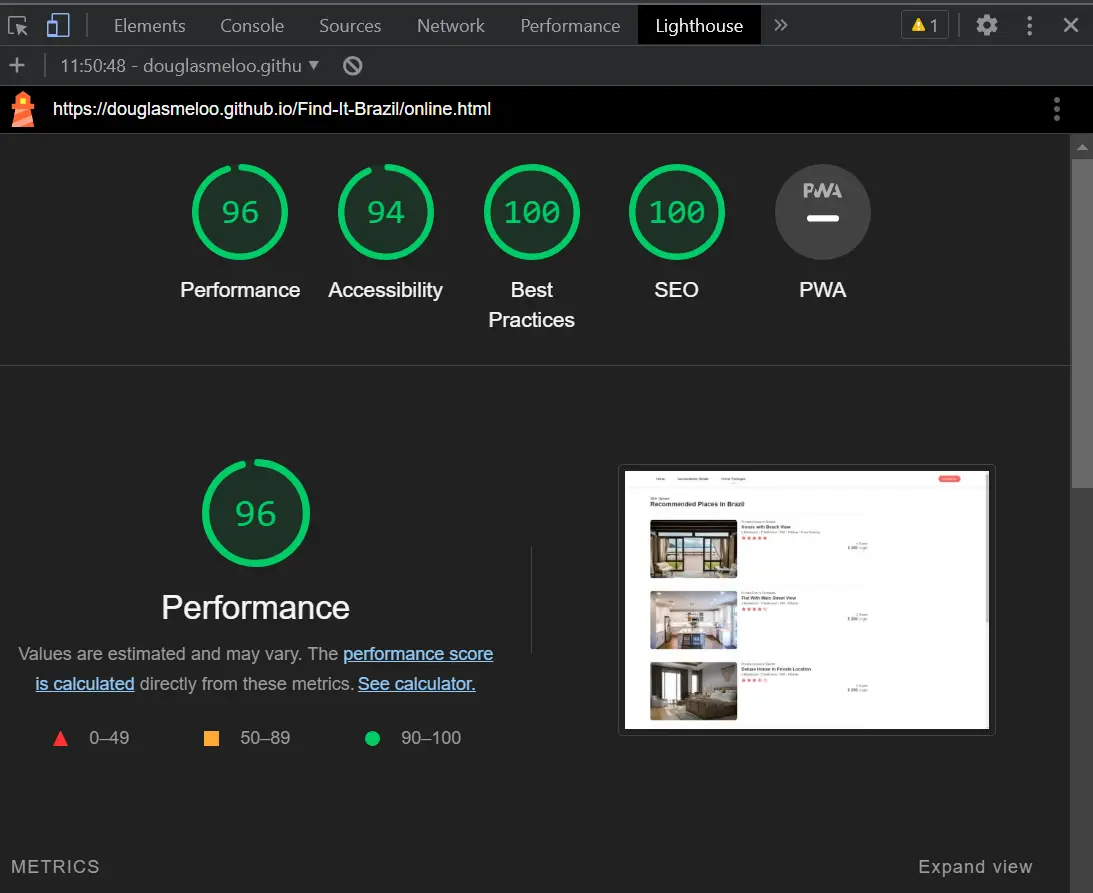 Elements Console Sources Network Performance Lighthouse 1
11:50:48 - douglasmeloo.githu
https://douglasmeloo.github.io/Find-It-Brazil/online.html
96 94 100 100 PWA
Performance Accessibility Best SEO PWA
Practices
96
Performance
Values are estimated and may vary. The performance score
is calculated directly from these metrics. See calculator.
0–49 50–89 90–100
Recommended Places In Brazil
House with Beach View
Flat With Main Street View
Deluxe House In Private Location
METRICS Expand view